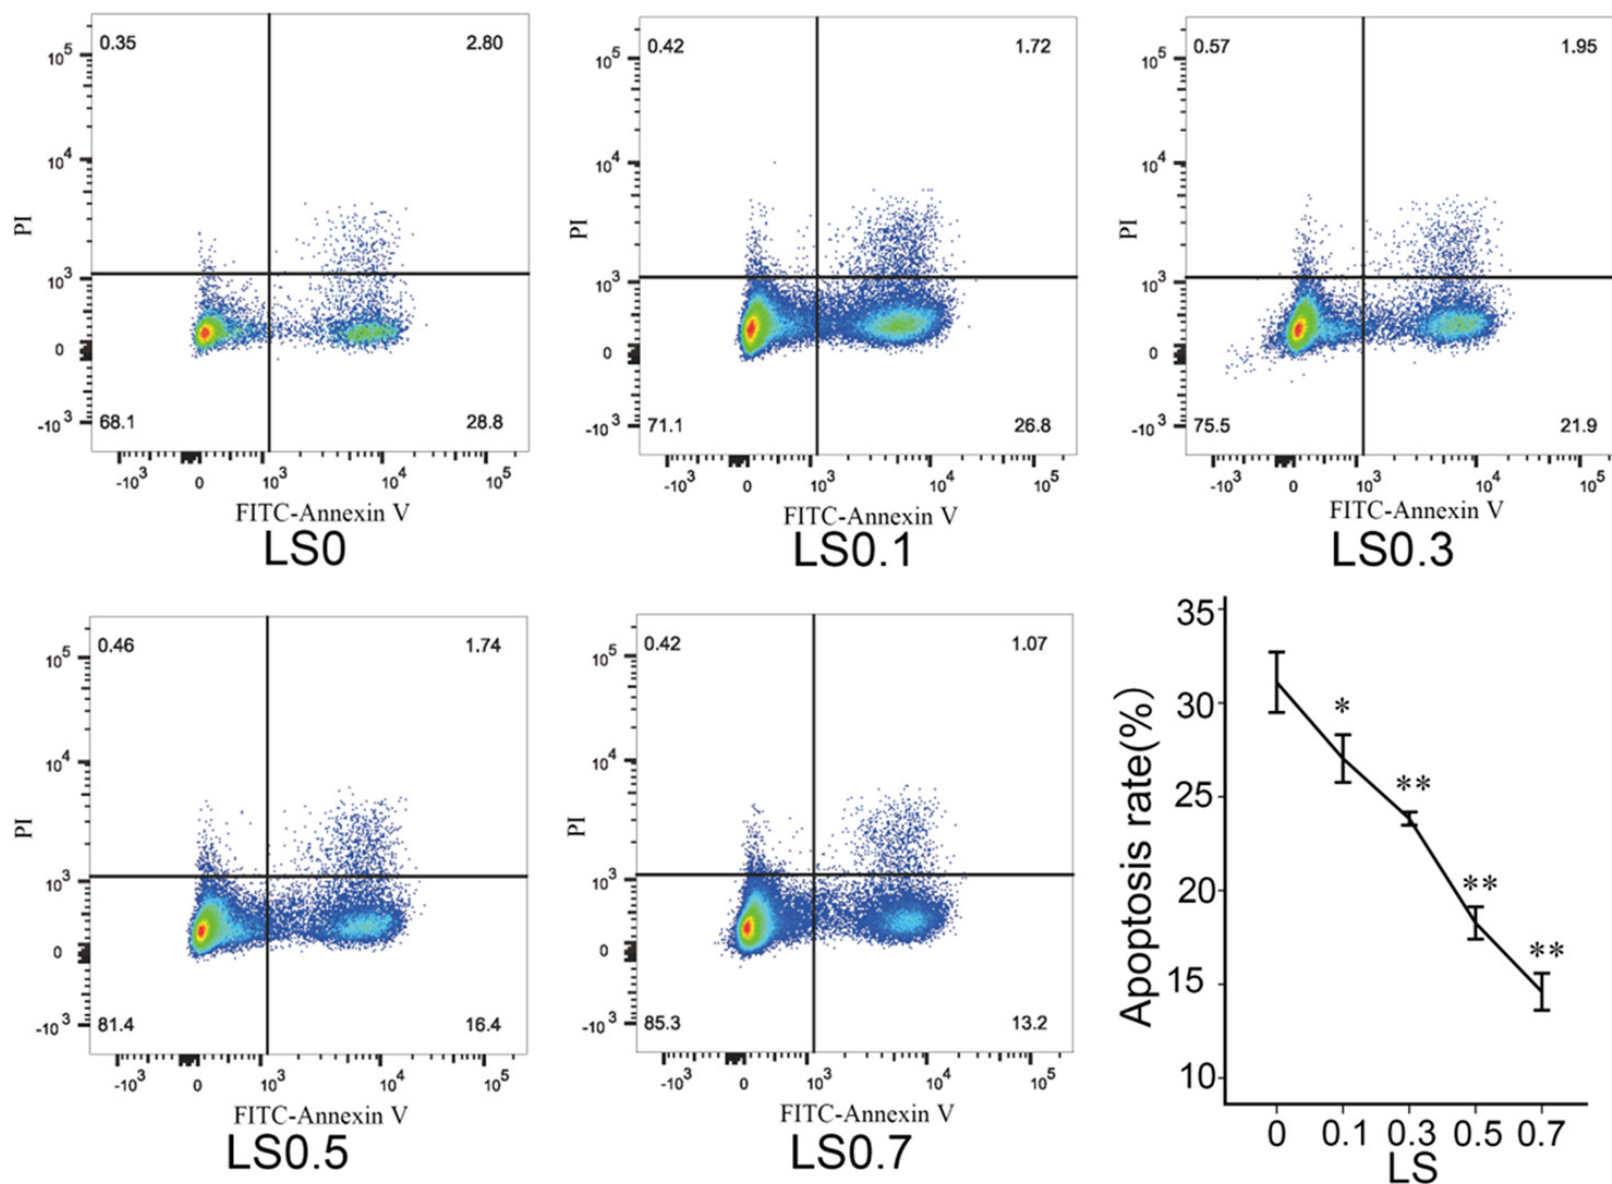 0.35 2.80
10^5
10^4
PI
10^3
0
-10^3
68.1 28.8
-10^3 0 10^3 10^4 10^5
FITC-Annexin V
LS0
0.42 1.72
10^5
10^4
PI
10^3
0
-10^3
71.1 26.8
-10^3 0 10^3 10^4 10^5
FITC-Annexin V
LS0.1
0.57 1.95
10^5
10^4
PI
10^3
0
-10^3
75.5 21.9
-10^3 0 10^3 10^4 10^5
FITC-Annexin V
LS0.3
0.46 1.74
10^5
10^4
PI
10^3
0
-10^3
81.4 16.4
-10^3 0 10^3 10^4 10^5
FITC-Annexin V
LS0.5
0.42 1.07
10^5
10^4
PI
10^3
0
-10^3
85.3 13.2
-10^3 0 10^3 10^4 10^5
FITC-Annexin V
LS0.7
Apoptosis rate(%)
35
30
25
20
15
10
*
**
**
**
0 0.1 0.3 0.5 0.7
LS